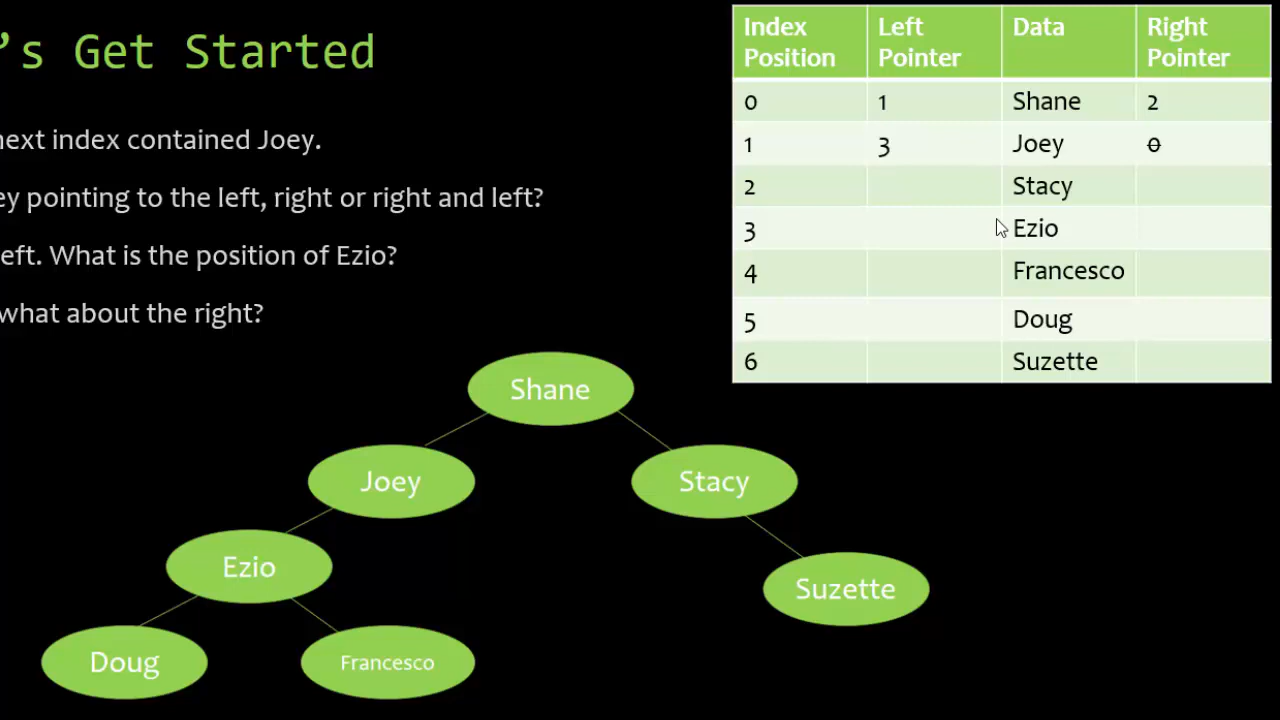 ’s Get Started
next index contained Joey.
ey pointing to the left, right or right and left?
eft. What is the position of Ezio?
what about the right?
Index Position Left Pointer Data Right Pointer
0 1 Shane 2
1 3 Joey 0
2 Stacy
3 Ezio
4 Francesco
5 Doug
6 Suzette
Shane
Joey Stacy
Ezio Suzette
Doug Francesco